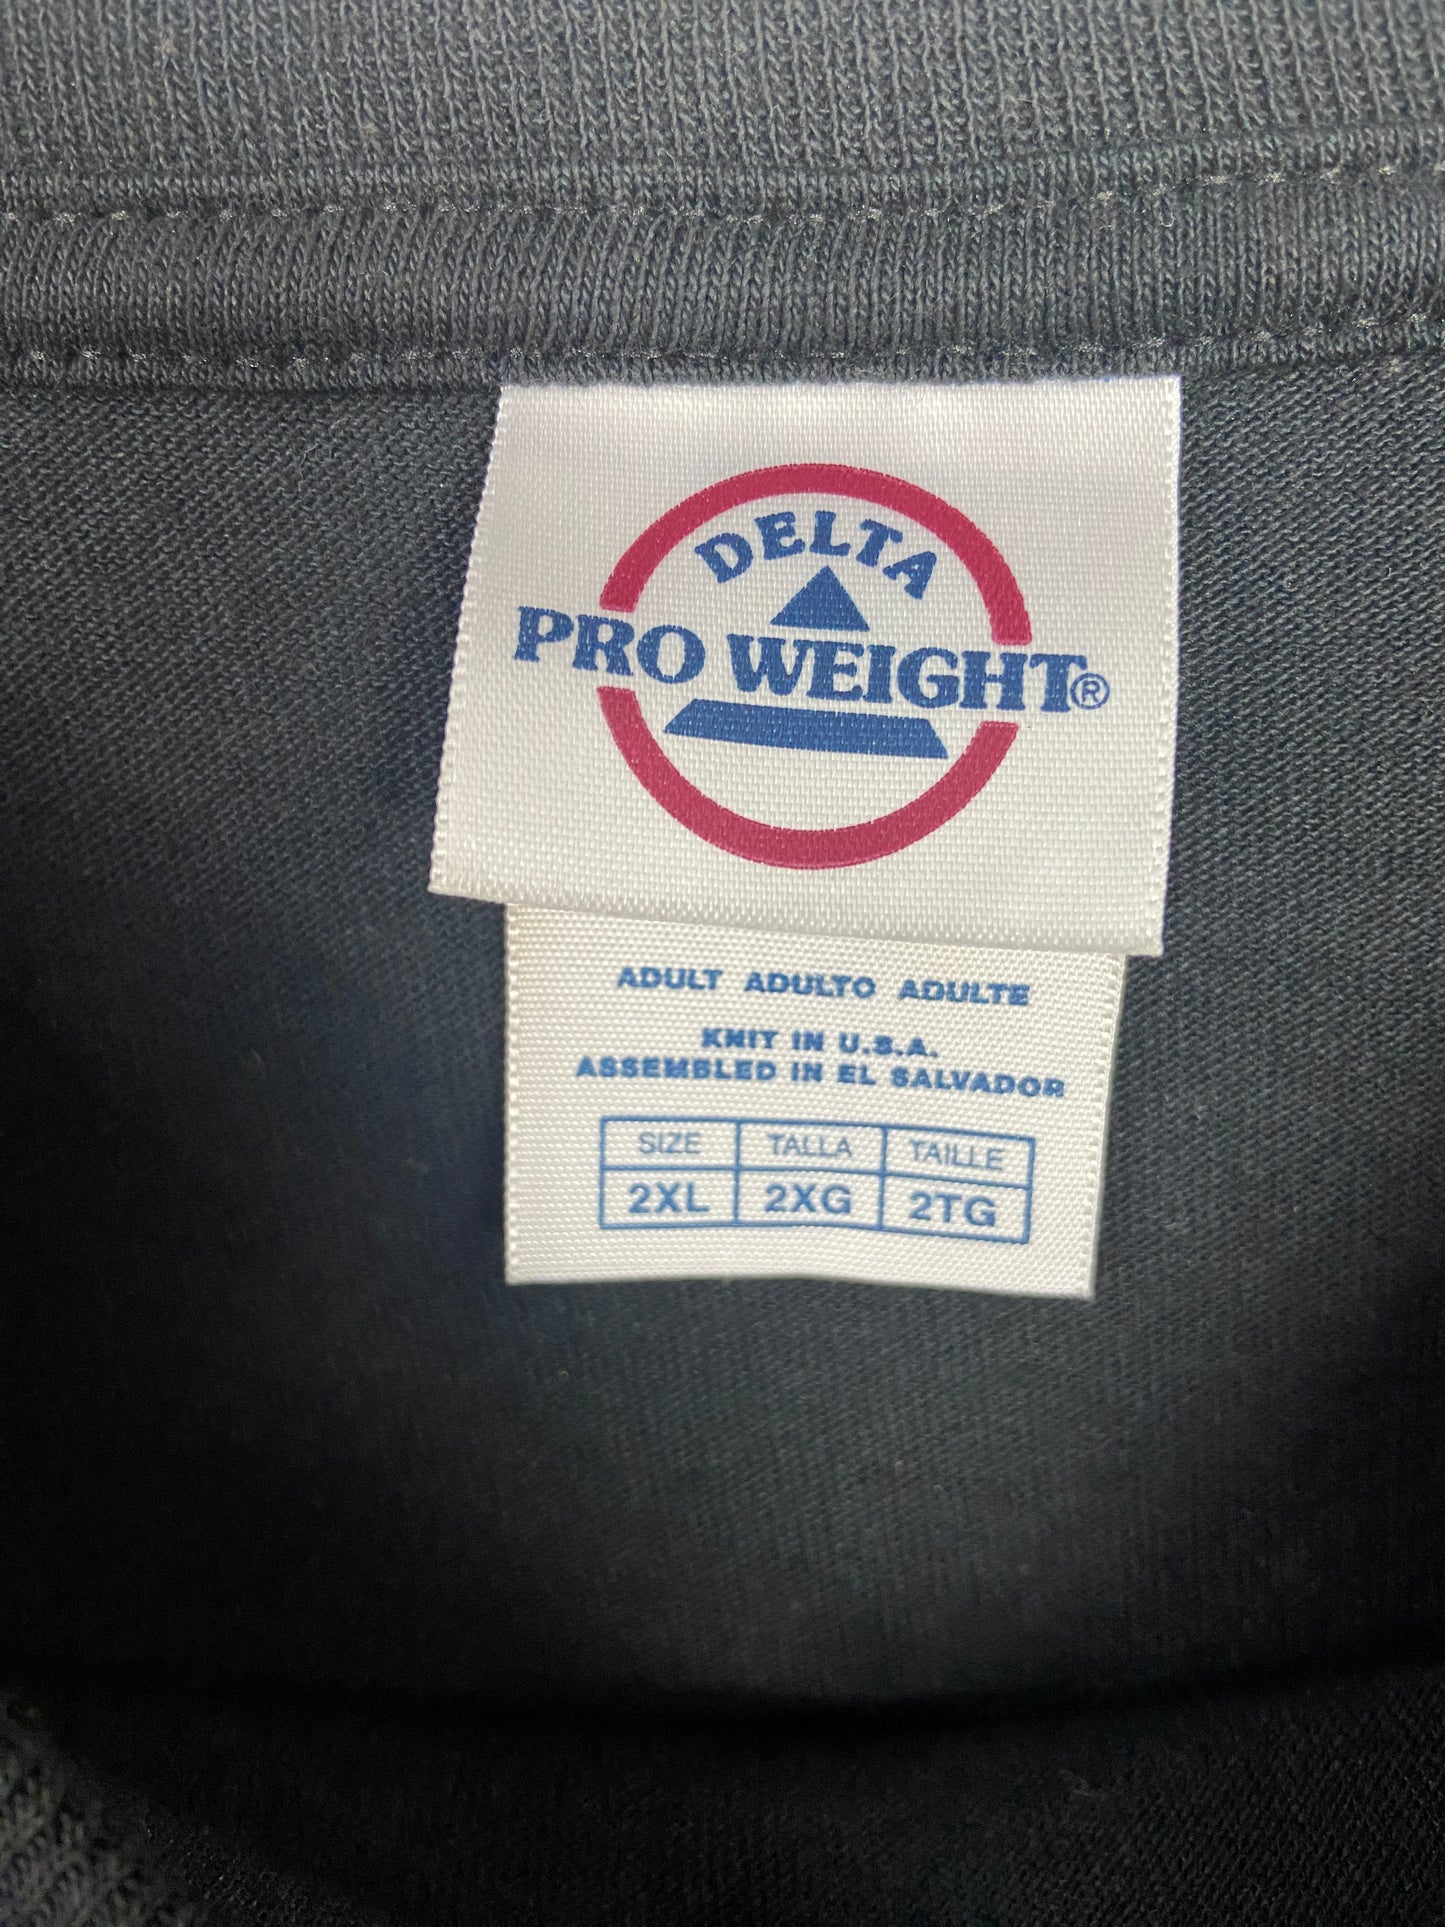 DELTA
PRO WEIGHT®
ADULT ADULTO ADULTE
KNIT IN U.S.A.
ASSEMBLED IN EL SALVADOR
SIZE TALLA TAILLE
2XL 2XG 2TG